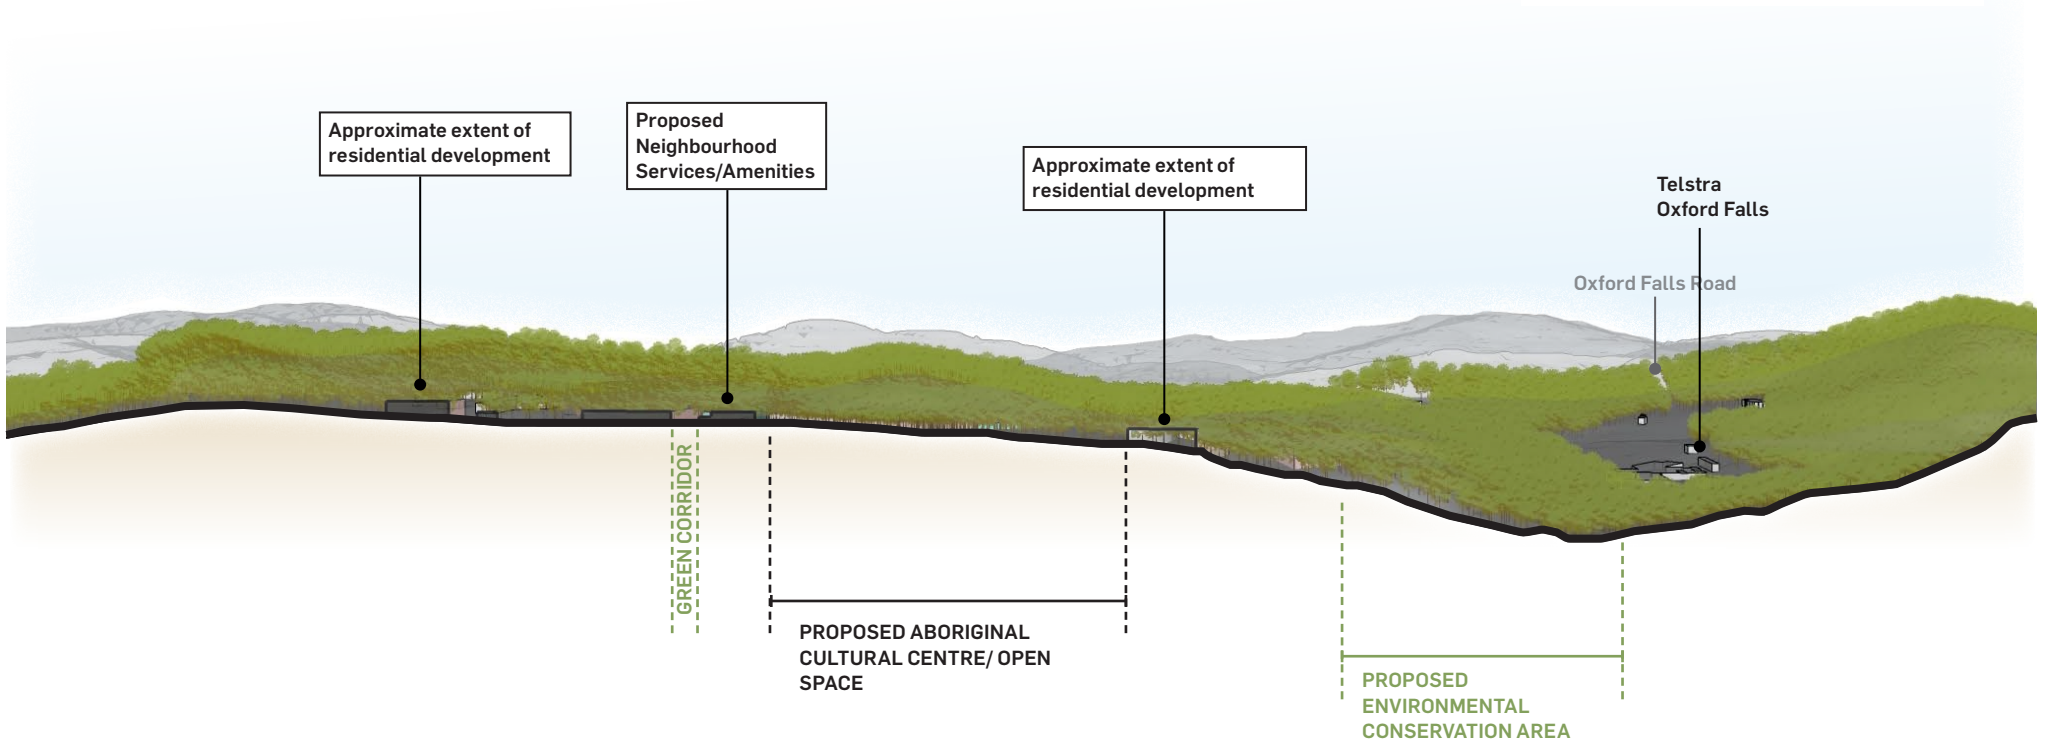 Approximate extent of
residential development
Proposed
Neighbourhood
Services/Amenities
Approximate extent of
residential development
Telstra
Oxford Falls
Oxford Falls Road
GREEN CORRIDOR
PROPOSED ABORIGINAL
CULTURAL CENTRE/ OPEN
SPACE
PROPOSED
ENVIRONMENTAL
CONSERVATION AREA